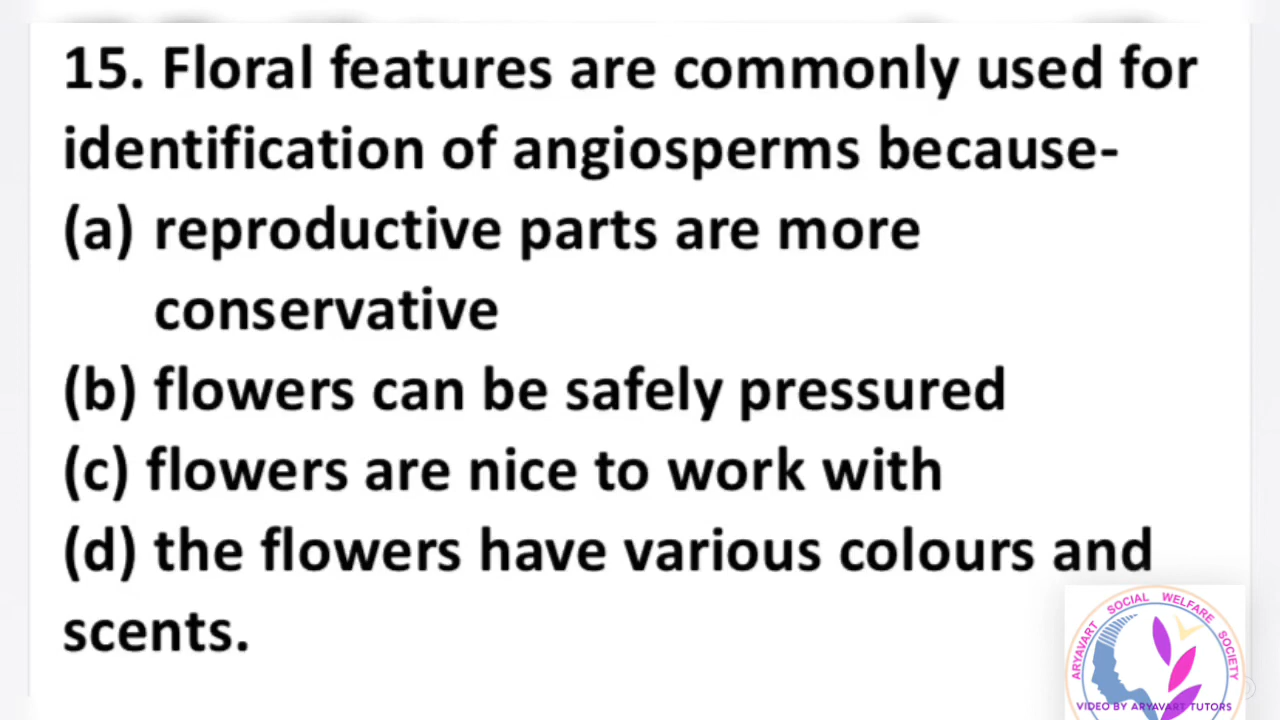 15. Floral features are commonly used for
identification of angiosperms because-
(a) reproductive parts are more
conservative
(b) flowers can be safely pressured
(c) flowers are nice to work with
(d) the flowers have various colours and
scents.
ARYAVART SOCIAL WELFARE SOCIETY
VIDEO BY ARYAVART TUTORS